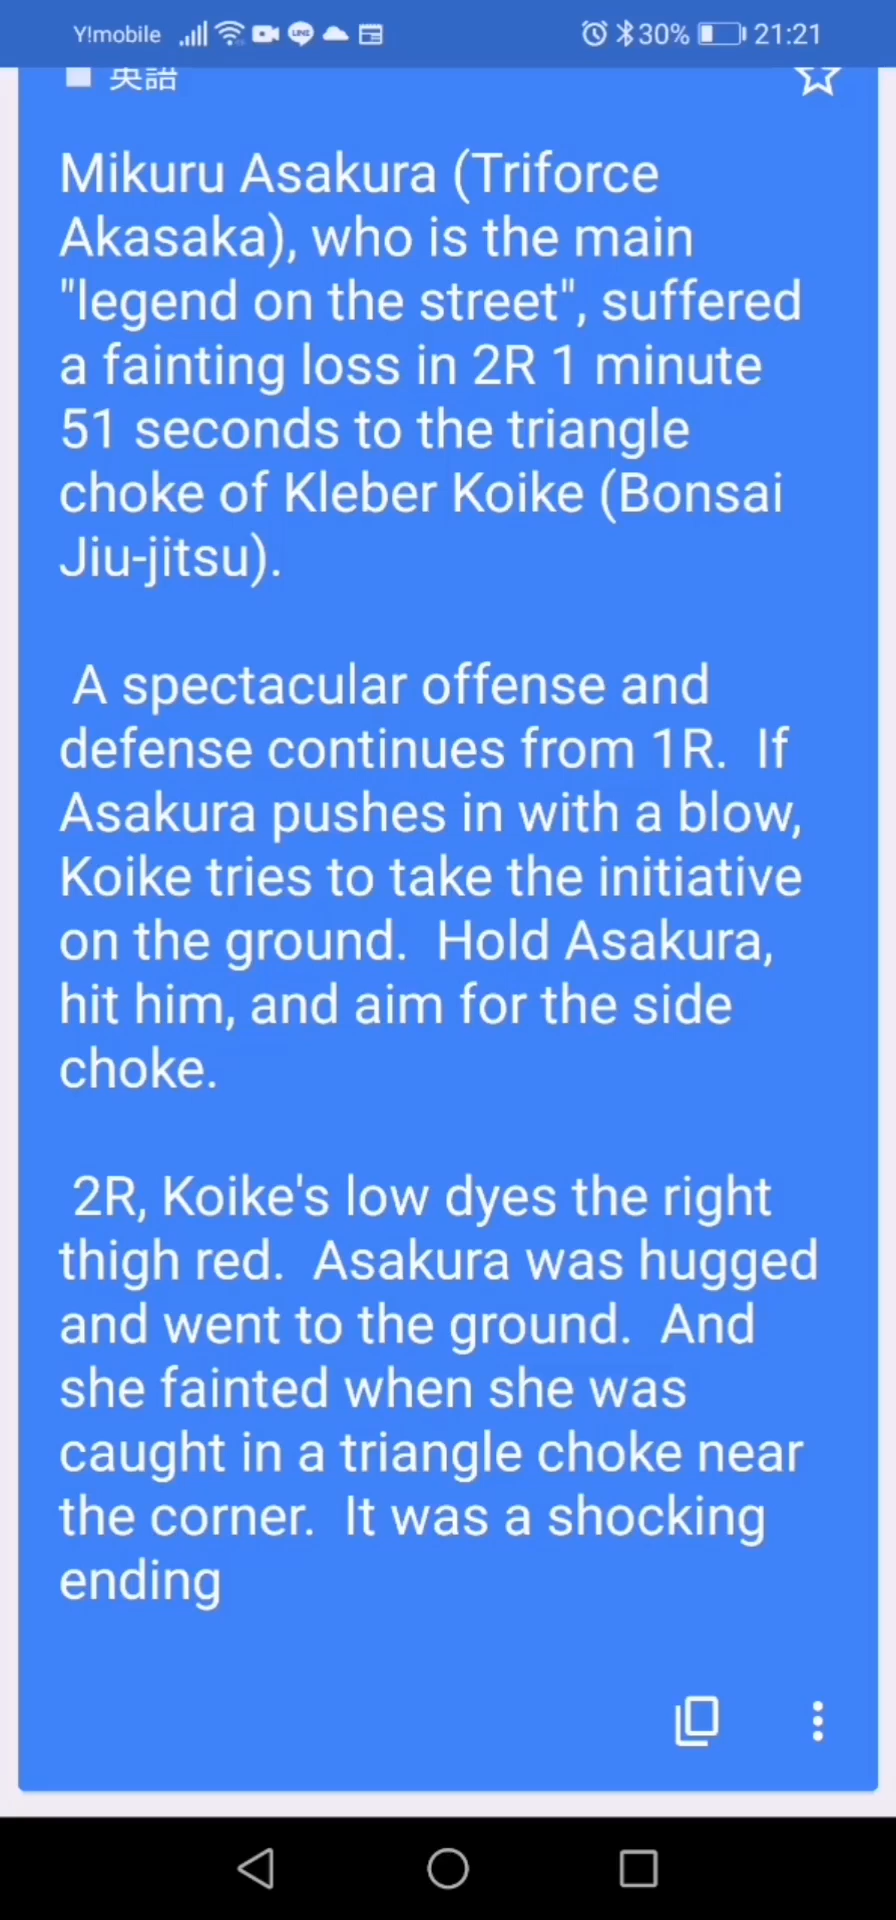 Y!mobile 30% 21:21
英語
Mikuru Asakura (Triforce
Akasaka), who is the main
"legend on the street", suffered
a fainting loss in 2R 1 minute
51 seconds to the triangle
choke of Kleber Koike (Bonsai
Jiu-jitsu).
A spectacular offense and
defense continues from 1R.  If
Asakura pushes in with a blow,
Koike tries to take the initiative
on the ground.  Hold Asakura,
hit him, and aim for the side
choke.
2R, Koike's low dyes the right
thigh red.  Asakura was hugged
and went to the ground.  And
she fainted when she was
caught in a triangle choke near
the corner.  It was a shocking
ending